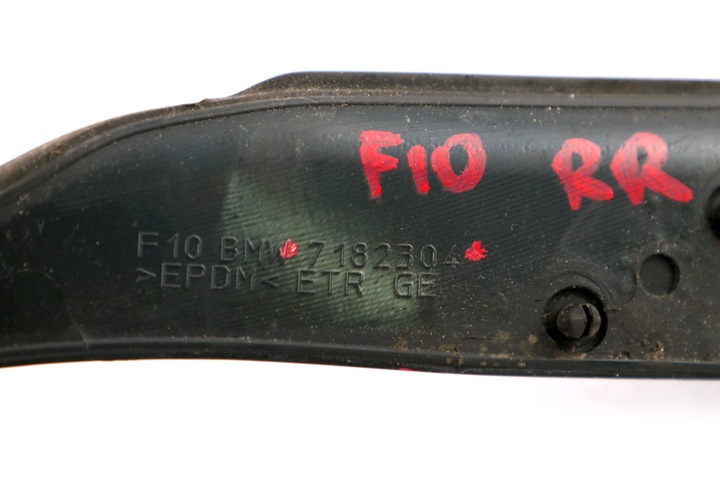 F10 RR
F10 BMW 7182304
>EPDM< ETR GE